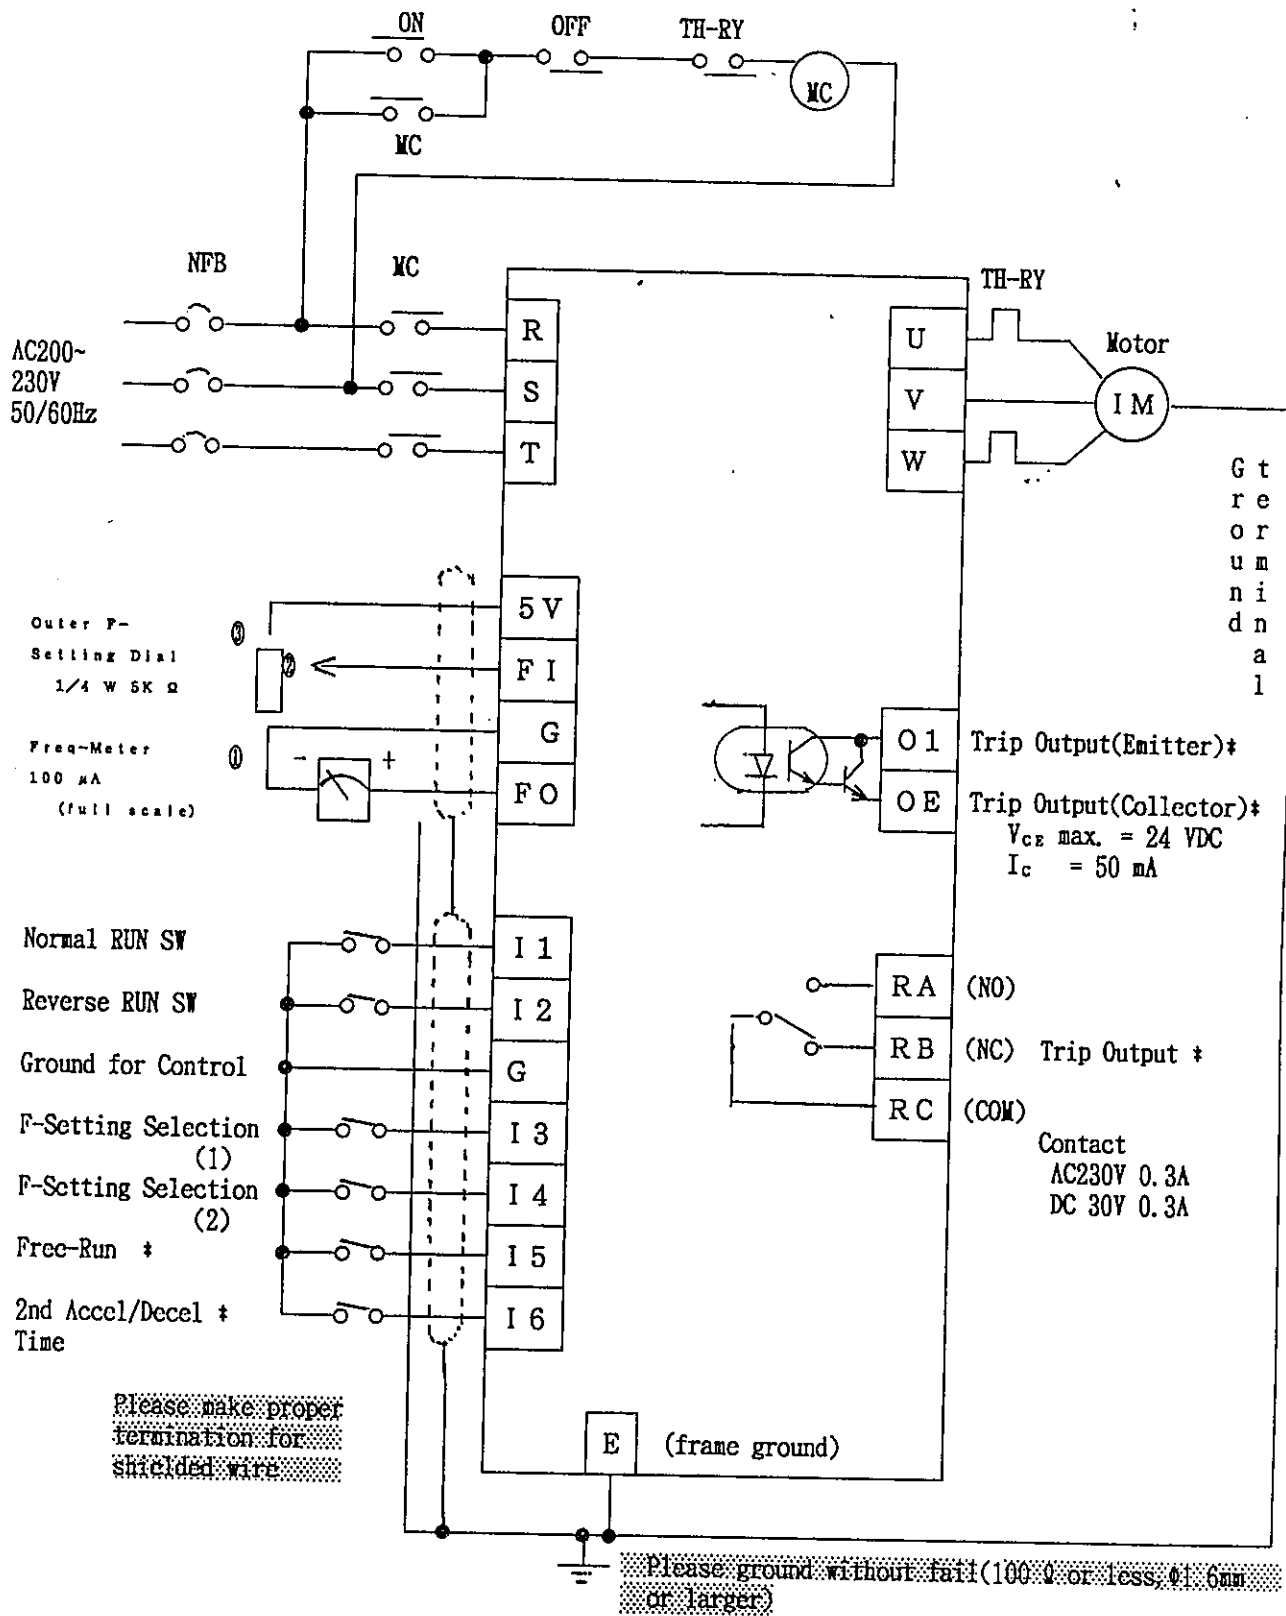 ON
OFF
TH-RY
MC
MC
NFB
MC
TH-RY
AC200~
230V
50/60Hz
R
S
T
U
V
W
Motor
IM
Ground
terminal
Outer F-
Setting Dial
1/4 W 5K Ω
③
②
①
5V
FI
G
FO
Freq-Meter
100 μA
(full scale)
- +
O1
Trip Output(Emitter)‡
OE
Trip Output(Collector)‡
VCE max. = 24 VDC
Ic = 50 mA
Normal RUN SW
I1
Reverse RUN SW
I2
Ground for Control
G
F-Setting Selection
(1)
I3
F-Setting Selection
(2)
I4
Free-Run ‡
I5
2nd Accel/Decel ‡
Time
I6
RA (NO)
RB (NC) Trip Output ‡
RC (COM)
Contact
AC230V 0.3A
DC 30V 0.3A
Please make proper
termination for
shielded wire
E (frame ground)
Please ground without fail(100 Ω or less, φ1.6mm
or larger)